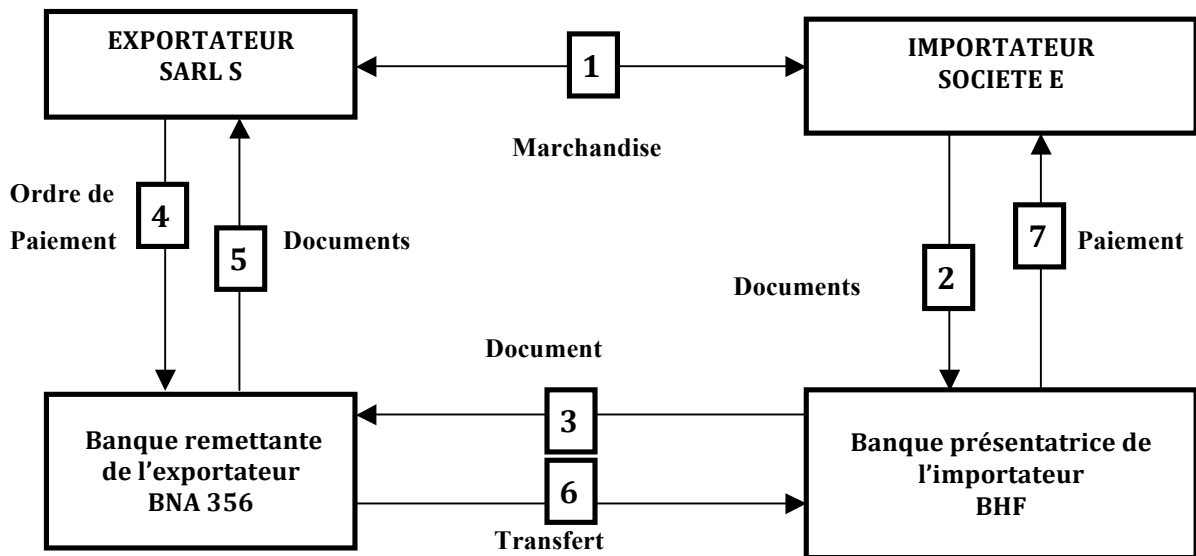 EXPORTATEUR
SARL S
1
IMPORTATEUR
SOCIETE E
Marchandise
Ordre de
Paiement
4
5
Documents
Documents
2
7
Paiement
Document
3
Banque remettante
de l’exportateur
BNA 356
6
Transfert
Banque présentatrice de
l’importateur
BHF